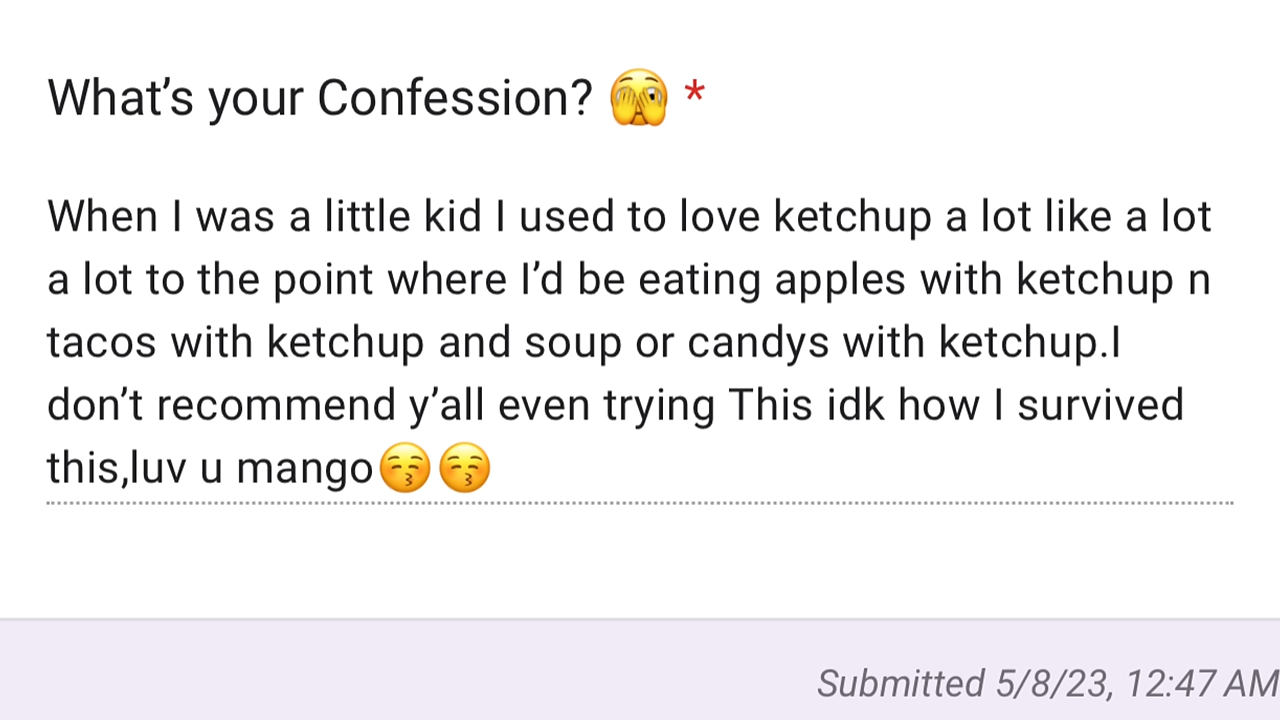 What’s your Confession? 🫣 *
When I was a little kid I used to love ketchup a lot like a lot
a lot to the point where I’d be eating apples with ketchup n
tacos with ketchup and soup or candys with ketchup.I
don’t recommend y’all even trying This idk how I survived
this,luv u mango😚😚
Submitted 5/8/23, 12:47 AM